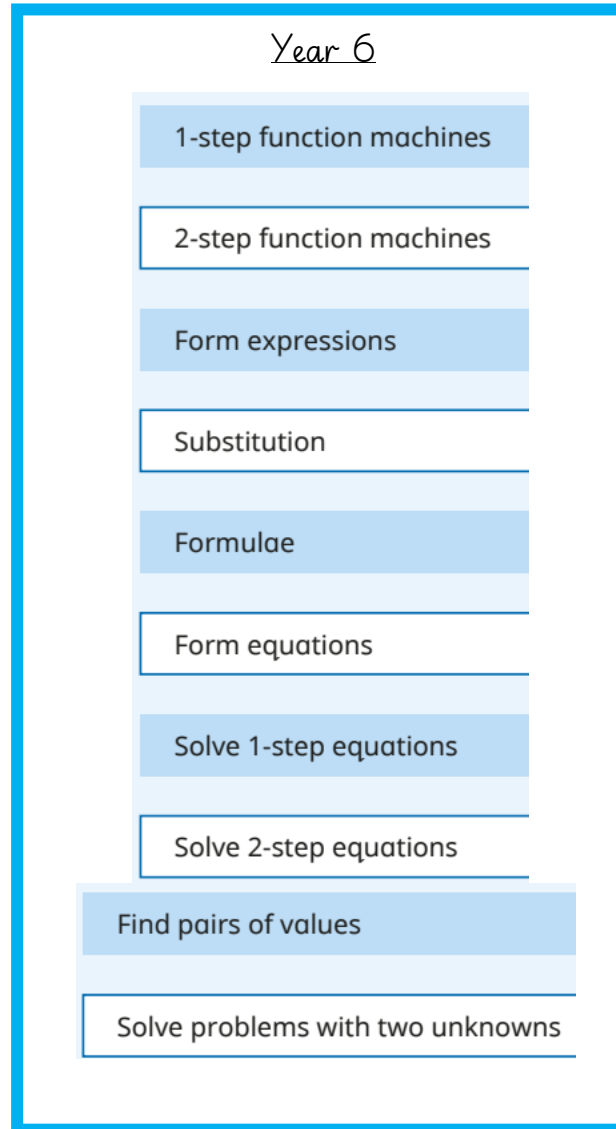 Year 6
1-step function machines
2-step function machines
Form expressions
Substitution
Formulae
Form equations
Solve 1-step equations
Solve 2-step equations
Find pairs of values
Solve problems with two unknowns